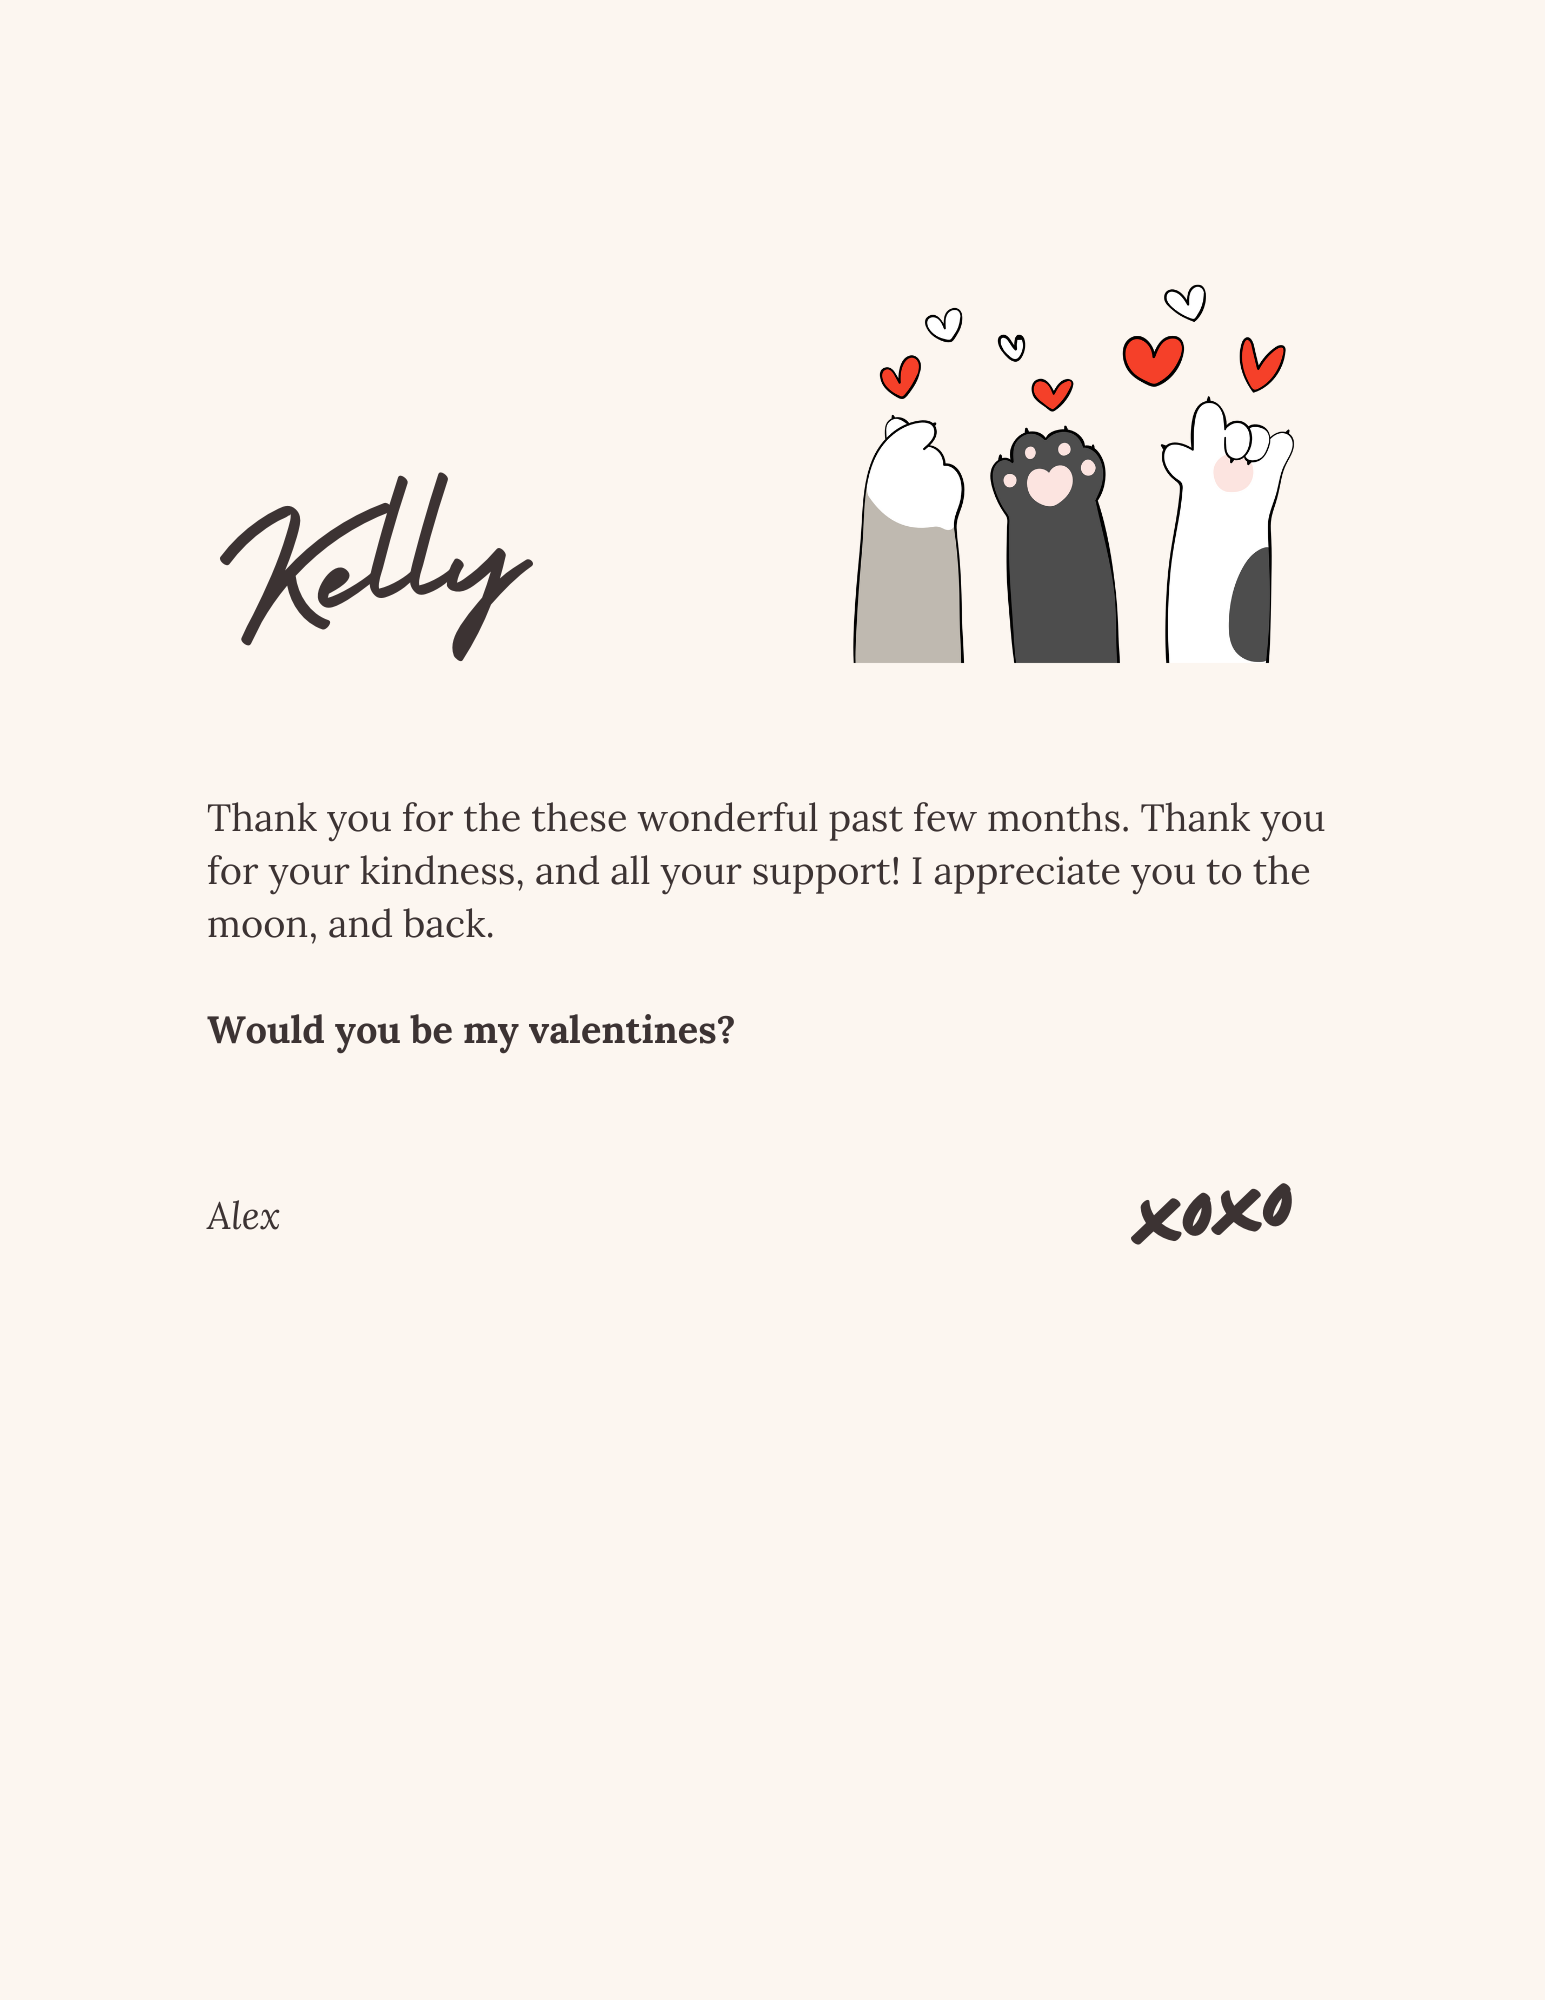 Kelly
Thank you for the these wonderful past few months. Thank you
for your kindness, and all your support! I appreciate you to the
moon, and back.
Would you be my valentines?
Alex
xoxo